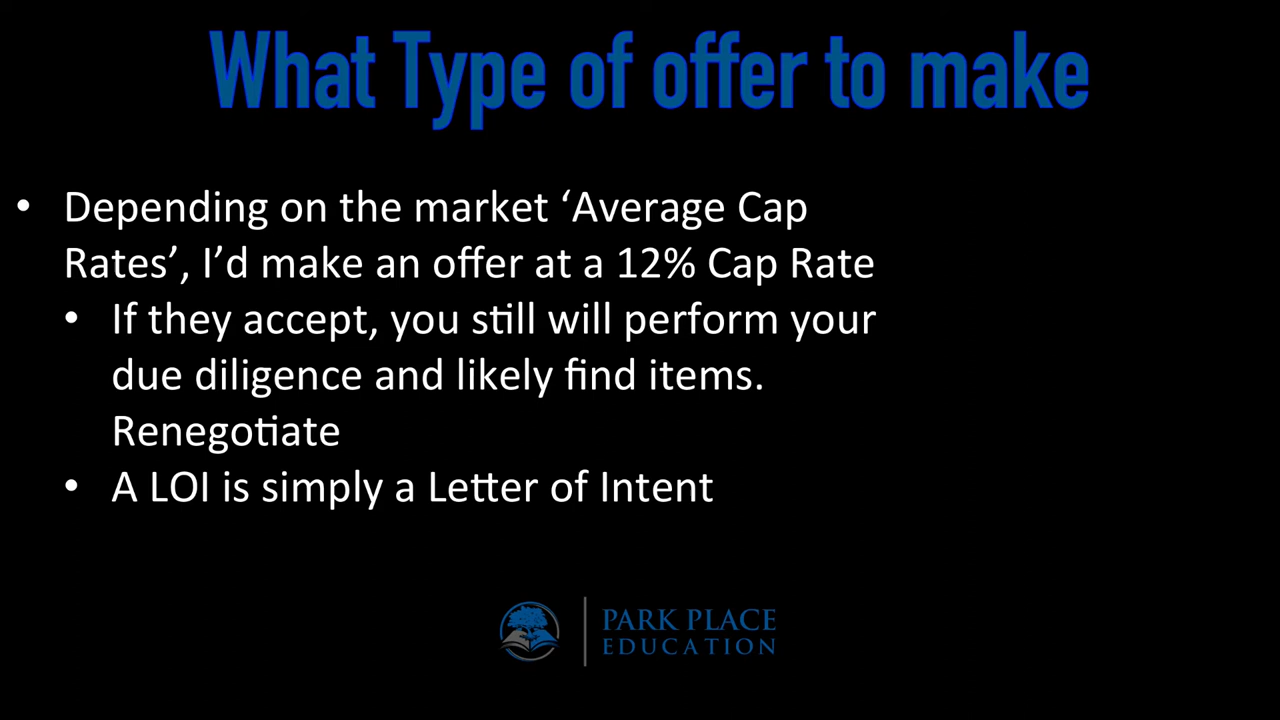 What Type of offer to make
• Depending on the market ‘Average Cap
Rates’, I’d make an offer at a 12% Cap Rate
• If they accept, you still will perform your
due diligence and likely find items.
Renegotiate
• A LOI is simply a Letter of Intent
PARK PLACE
EDUCATION